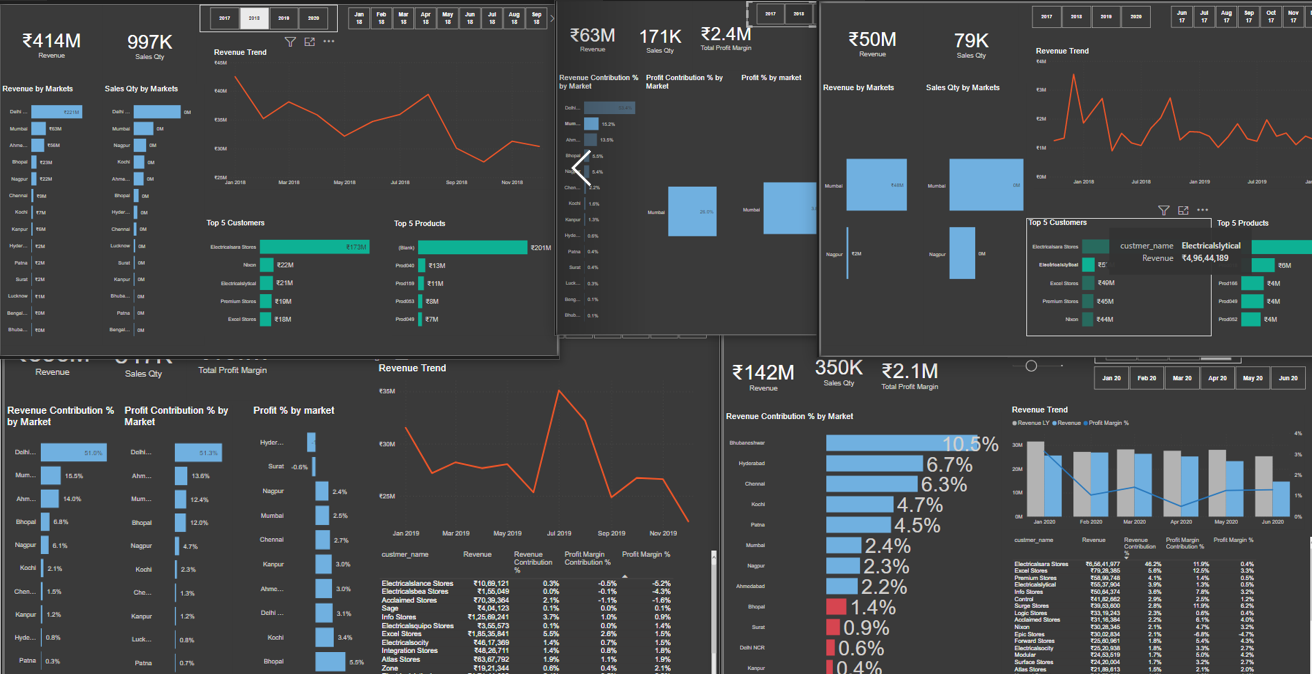 2017 2018 2019 2020
Jan 18 Feb 18 Mar 18 Apr 18 May 18 Jun 18 Jul 18 Aug 18 Sep 18
₹414M
Revenue
997K
Sales Qty
Revenue by Markets
Delhi ... ₹221M
Mumbai ₹63M
Ahme...
Bhopal ₹23M
Nagpur ₹22M
Chennai
Kochi ₹7M
Kanpur ₹6M
Hyder... ₹2M
Patna ₹2M
Surat ₹2M
Lucknow ₹1M
Bengal... ₹0M
Bhuba... ₹0M
Sales Qty by Markets
Delhi ... 0M
Mumbai 0M
Nagpur 0M
Kochi 0M
Ahme... 0M
Bhopal 0M
Hyder... 0M
Chennai 0M
Lucknow 0M
Surat 0M
Kanpur 0M
Bhuba... 0M
Patna 0M
Bengal... 0M
Revenue Trend
₹45M
₹40M
₹35M
₹30M
₹25M
Jan 2018 Mar 2018 May 2018 Jul 2018 Sep 2018 Nov 2018
Top 5 Customers
Electricalsara Stores ₹173M
Nixon ₹22M
Electricalslytical ₹21M
Premium Stores ₹19M
Excel Stores ₹18M
Top 5 Products
(Blank) ₹201M
Prod040 ₹13M
Prod159 ₹11M
Prod053 ₹8M
Prod049 ₹7M
2017 2018
₹63M
Revenue
171K
Sales Qty
₹2.4M
Total Profit Margin
Revenue Contribution % by Market
Delhi...
Mum... 15.2%
Ahm... 13.5%
Bhopal 5.5%
Nag... 5.4%
Chen... 2.2%
Kochi 1.6%
Kanpur 1.3%
Hyde... 0.6%
Patna 0.4%
Surat 0.4%
Luck... 0.3%
Beng... 0.1%
Bhub... 0.1%
Profit Contribution % by Market
Mumbai
Profit % by market
Mumbai
2017 2018 2019 2020
Jun 17 Jul 17 Aug 17 Sep 17 Oct 17 Nov 17
₹50M
Revenue
79K
Sales Qty
Revenue by Markets
Mumbai ₹48M
Nagpur ₹2M
Sales Qty by Markets
Mumbai 0M
Nagpur 0M
Revenue Trend
₹4M
₹3M
₹2M
₹1M
₹0M
Jan 2018 Jul 2018 Jan 2018 Jul 2019
Top 5 Customers
Electricalsara Stores
Electricalslytical
Excel Stores ₹49M
Premium Stores ₹45M
Nixon ₹44M
custmer_name Electricalslytical
Revenue ₹4,96,44,189
Top 5 Products
₹6M
Prod159 ₹4M
Prod049 ₹4M
Prod052 ₹4M
Revenue
Sales Qty
Total Profit Margin
Revenue Contribution % by Market
Delhi... 51.0%
Mum... 15.5%
Ahm... 14.0%
Bhopal 6.8%
Nagpur 6.1%
Kochi 2.1%
Chen... 1.5%
Kanpur 1.2%
Hyde... 0.8%
Patna 0.3%
Profit Contribution % by Market
Delhi... 51.3%
Ahm... 13.6%
Mum... 12.4%
Bhopal 12.0%
Nagpur 4.7%
Kochi 2.3%
Che... 1.3%
Kanpur 1.2%
Luck... 0.8%
Patna 0.7%
Profit % by market
Hyder...
Surat -0.6%
Nagpur 2.4%
Mumbai 2.5%
Chennai 2.7%
Kanpur 3.0%
Ahme... 3.0%
Delhi ... 3.1%
Kochi 3.4%
Bhopal 5.5%
Revenue Trend
₹35M
₹30M
₹25M
Jan 2019 Mar 2019 May 2019 Jul 2019 Sep 2019 Nov 2019
custmer_name Revenue Revenue Contribution % Profit Margin Contribution % Profit Margin %
Electricalslance Stores ₹10,69,121 0.3% -0.5% -5.2%
Electricalsbea Stores ₹1,55,049 0.0% -0.1% -4.3%
Acclaimed Stores ₹70,39,364 2.1% -1.1% -1.6%
Sage ₹4,04,123 0.1% 0.0% 0.1%
Info Stores ₹1,25,69,241 3.7% 1.0% 0.9%
Electricalsquipo Stores ₹3,55,573 0.1% 0.0% 1.4%
Excel Stores ₹1,85,35,841 5.5% 2.6% 1.5%
Electricalsocity ₹46,17,369 1.4% 0.7% 1.5%
Integration Stores ₹48,26,711 1.4% 0.8% 1.8%
Atlas Stores ₹63,67,792 1.9% 1.1% 1.9%
Zone ₹19,21,344 0.6% 0.4% 2.1%
₹142M
Revenue
350K
Sales Qty
₹2.1M
Total Profit Margin
Jan 20 Feb 20 Mar 20 Apr 20 May 20 Jun 20
Revenue Contribution % by Market
Bhubaneshwer 10.5%
Hyderabad 6.7%
Chennai 6.3%
Kochi 4.7%
Patna 4.5%
Mumbai 2.4%
Nagpur 2.3%
Ahmedabad 2.2%
Bhopal 1.4%
Surat 0.9%
Delhi NCR 0.6%
Kanpur 0.4%
Revenue Trend
Revenue LY Revenue Profit Margin %
30M
20M
10M
0M
4%
3%
2%
1%
0%
Jan 2020 Feb 2020 Mar 2020 Apr 2020 May 2020 Jun 2020
custmer_name Revenue Revenue Contribution % Profit Margin Contribution % Profit Margin %
Electricalsara Stores ₹6,56,41,977 46.2% 11.9% 0.4%
Excel Stores ₹79,28,385 5.6% 12.5% 3.3%
Premium Stores ₹58,99,748 4.1% 1.4% 0.5%
Electricalslytical ₹55,37,904 3.9% 1.3% 0.5%
Info Stores ₹50,64,374 3.6% 7.8% 3.2%
Control ₹41,82,662 2.9% 2.5% 1.2%
Surge Stores ₹39,53,600 2.8% 11.9% 6.2%
Logic Stores ₹33,19,243 2.3% 0.6% 0.4%
Acclaimed Stores ₹31,16,384 2.2% 6.1% 4.0%
Nixon ₹30,28,345 2.1% 4.7% 3.2%
Epic Stores ₹30,02,834 2.1% -6.8% -4.7%
Forward Stores ₹25,60,961 1.8% 5.4% 4.3%
Electricalsocity ₹25,20,938 1.8% 3.3% 2.7%
Modular ₹24,53,519 1.7% 5.0% 4.2%
Surface Stores ₹24,20,004 1.7% 3.2% 2.7%
Atlas Stores ₹21,89,813 1.5% 2.1% 2.0%